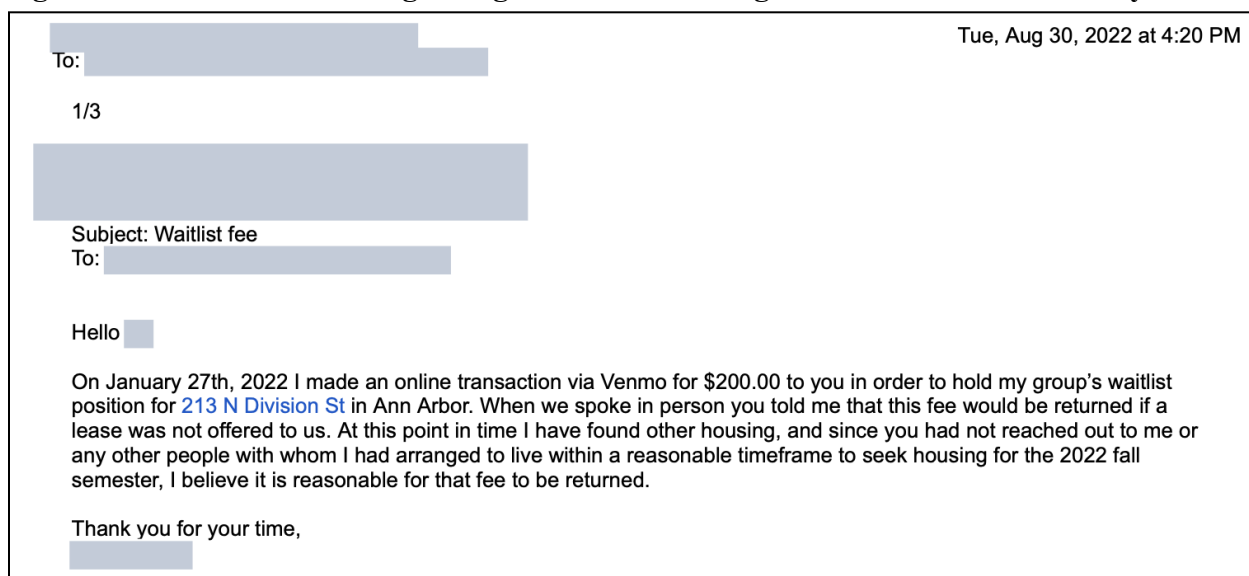 Tue, Aug 30, 2022 at 4:20 PM
To:
1/3
Subject: Waitlist fee
To:
Hello
On January 27th, 2022 I made an online transaction via Venmo for $200.00 to you in order to hold my group's waitlist
position for 213 N Division St in Ann Arbor. When we spoke in person you told me that this fee would be returned if a
lease was not offered to us. At this point in time I have found other housing, and since you had not reached out to me or
any other people with whom I had arranged to live within a reasonable timeframe to seek housing for the 2022 fall
semester, I believe it is reasonable for that fee to be returned.
Thank you for your time,